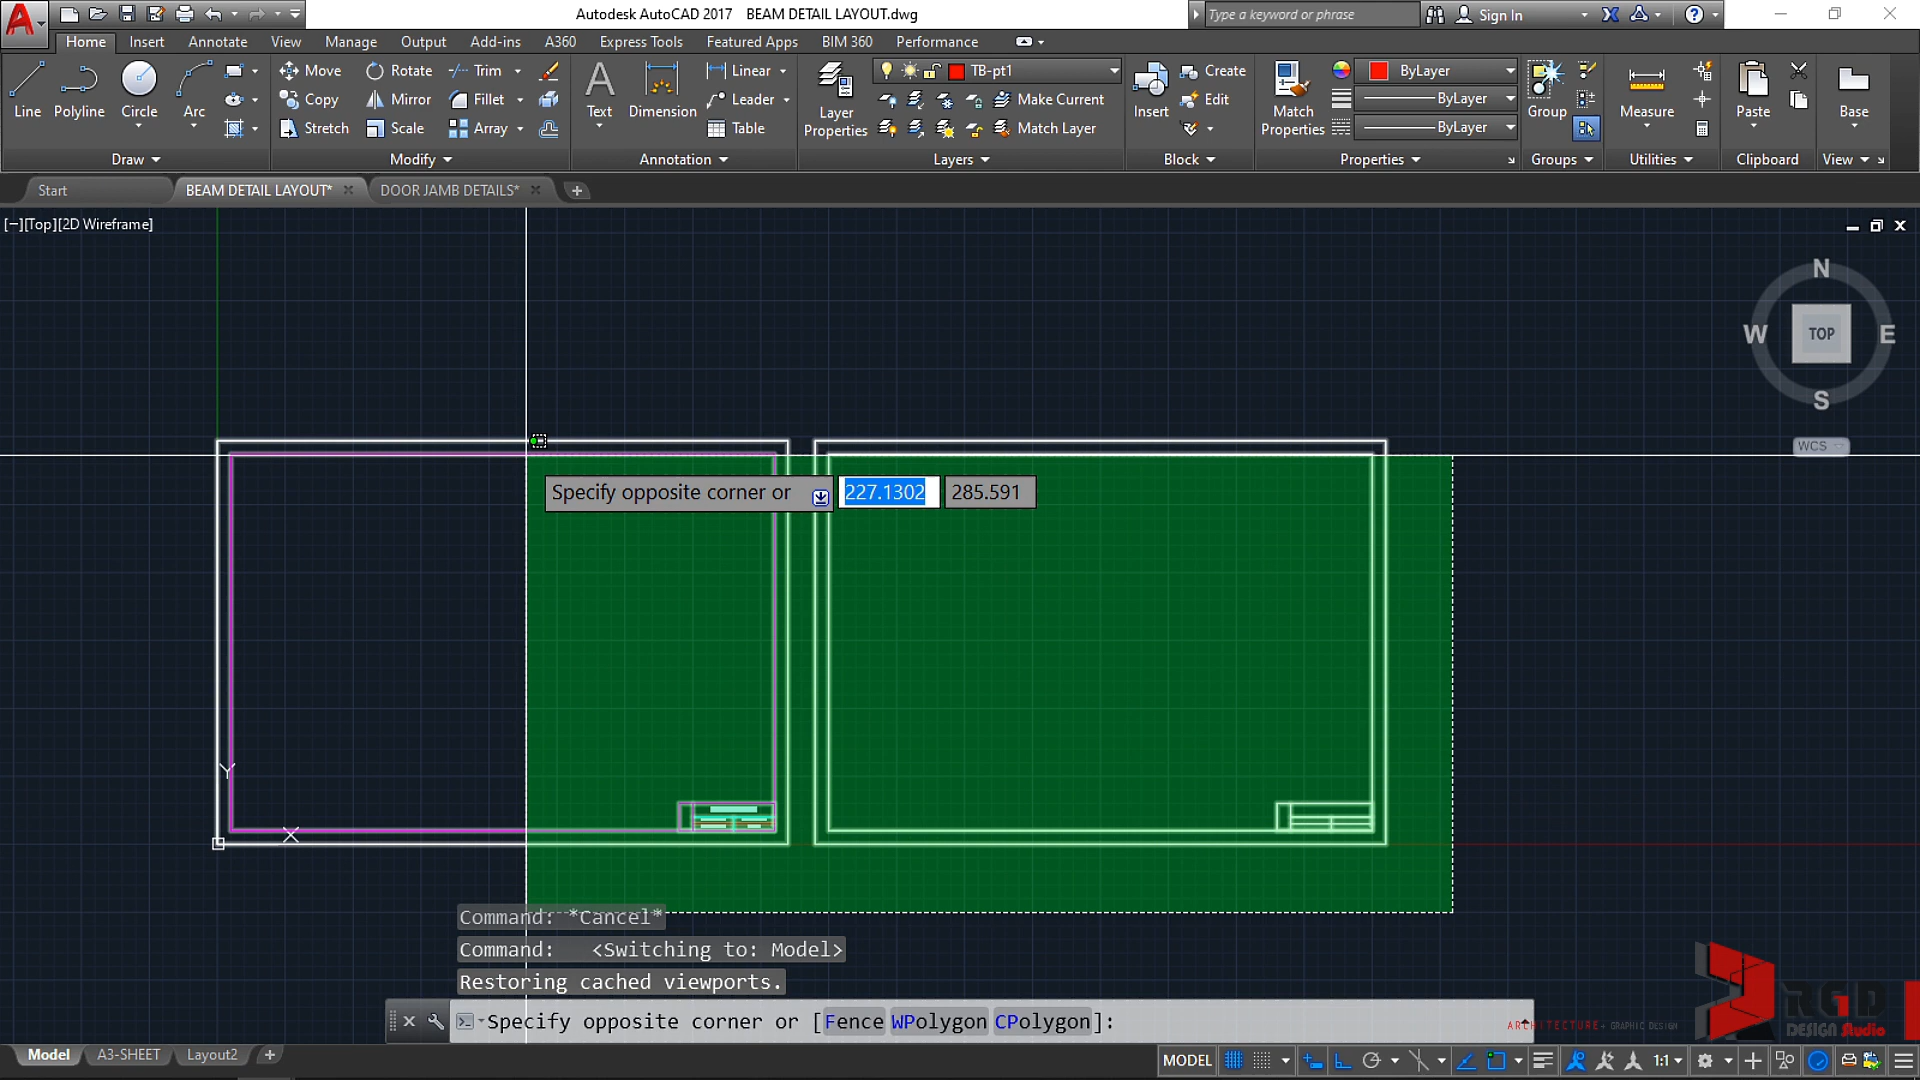 Autodesk AutoCAD 2017 BEAM DETAIL LAYOUT.dwg
Type a keyword or phrase
Sign In
Home Insert Annotate View Manage Output Add-ins A360 Express Tools Featured Apps BIM 360 Performance
Line Polyline Circle Arc
Move Rotate Trim
Copy Mirror Fillet
Stretch Scale Array
Text Dimension
Linear
Leader
Table
Layer Properties
TB-pt1
Make Current
Match Layer
Insert
Create
Edit
Match Properties
ByLayer
ByLayer
ByLayer
Group Measure Paste Base
Draw Modify Annotation Layers Block Properties Groups Utilities Clipboard View
Start BEAM DETAIL LAYOUT* DOOR JAMB DETAILS*
[−][Top][2D Wireframe]
N
W TOP E
S
WCS
Specify opposite corner or 227.1302 285.591
Y
X
Command: *Cancel*
Command: <Switching to: Model>
Restoring cached viewports.
Specify opposite corner or [Fence WPolygon CPolygon]:
RGD
DESIGN Studio
ARCHITECTURE+ GRAPHIC DESIGN
Model A3-SHEET Layout2
MODEL 1:1